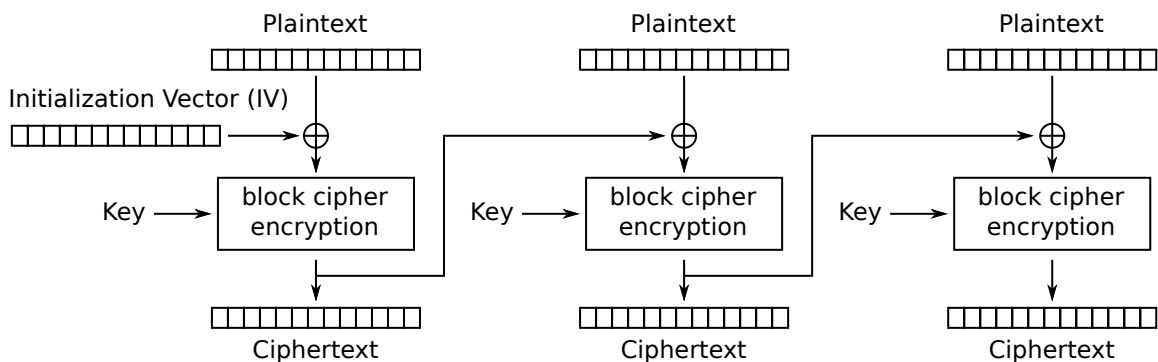 Plaintext
Plaintext
Plaintext
Initialization Vector (IV)
Key
block cipher
encryption
Key
block cipher
encryption
Key
block cipher
encryption
Ciphertext
Ciphertext
Ciphertext